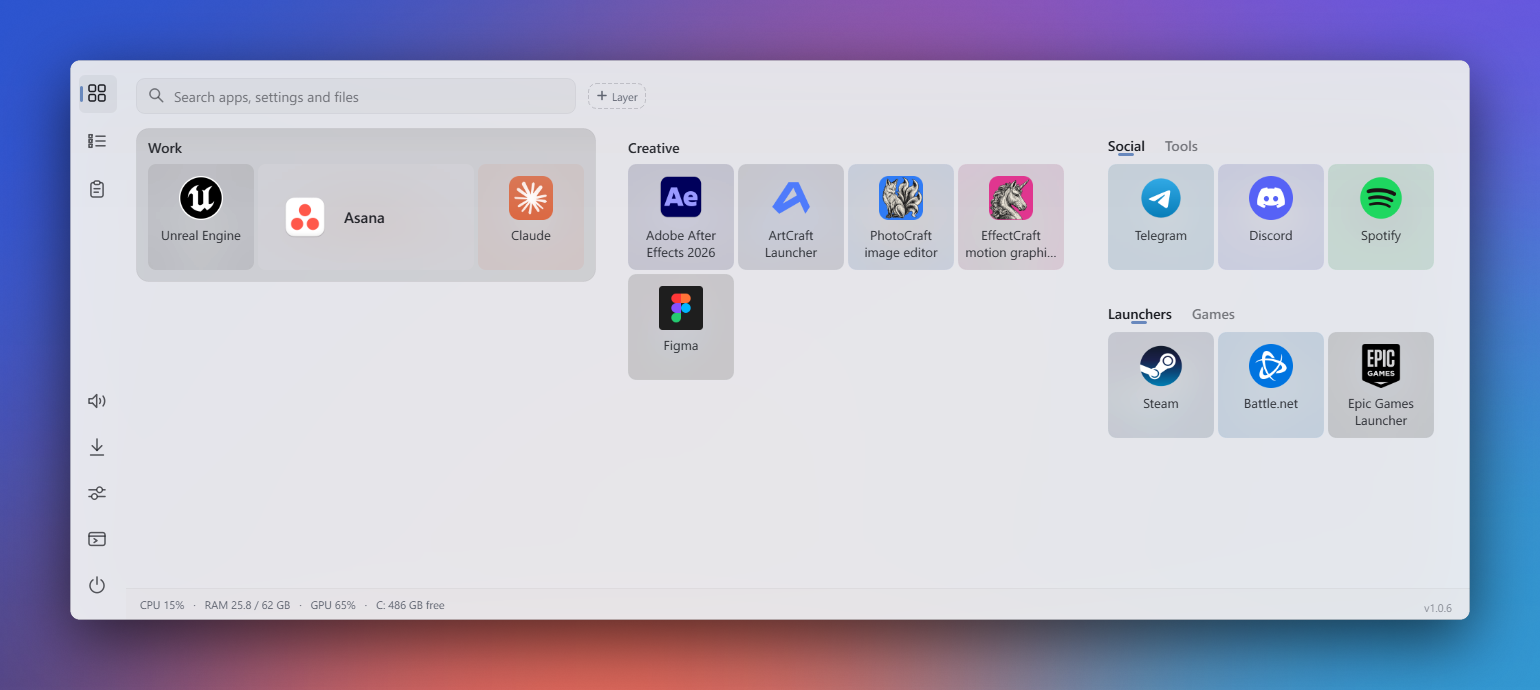 Search apps, settings and files
+ Layer
Work
Unreal Engine
Asana
Claude
Creative
Ae
Adobe After
Effects 2026
ArtCraft
Launcher
PhotoCraft
image editor
EffectCraft
motion graphi...
Figma
Social Tools
Telegram
Discord
Spotify
Launchers Games
Steam
Battle.net
EPIC
GAMES
Epic Games
Launcher
CPU 15% · RAM 25.8 / 62 GB · GPU 65% · C: 486 GB free
v1.0.6